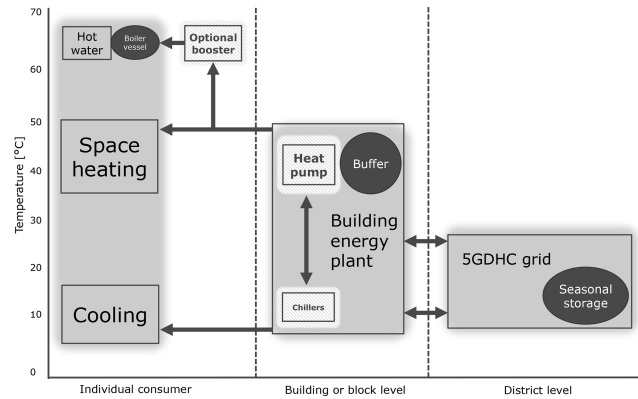 70
60
50
40
30
20
10
0
Temperature [°C]
Hot
water
Boiler
vessel
Optional
booster
Space
heating
Cooling
Heat
pump
Buffer
Building
energy
plant
Chillers
5GDHC grid
Seasonal
storage
Individual consumer
Building or block level
District level